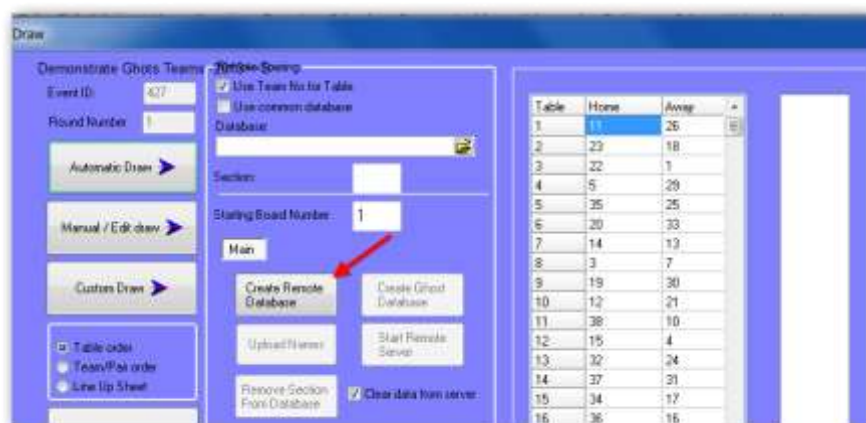 Draw
Demonstrate Ghots Teams
Event ID: 427
Round Number 1
Automatic Draw
Manual / Edit draw
Custom Draw
Table order
Team/Pair order
Line Up Sheet
Use Team No for Table
Use common database
Database:
Section:
Starting Board Number 1
Main
Create Remote Database
Create Ghost Database
Upload Names
Start Remote Server
Remove Section From Database
Clear data from server
Table Home Away
1 11 26
2 23 18
3 22 1
4 5 29
5 35 25
6 20 33
7 14 13
8 3 7
9 19 30
10 12 21
11 38 10
12 15 4
13 32 24
14 37 31
15 34 17
16 36 16